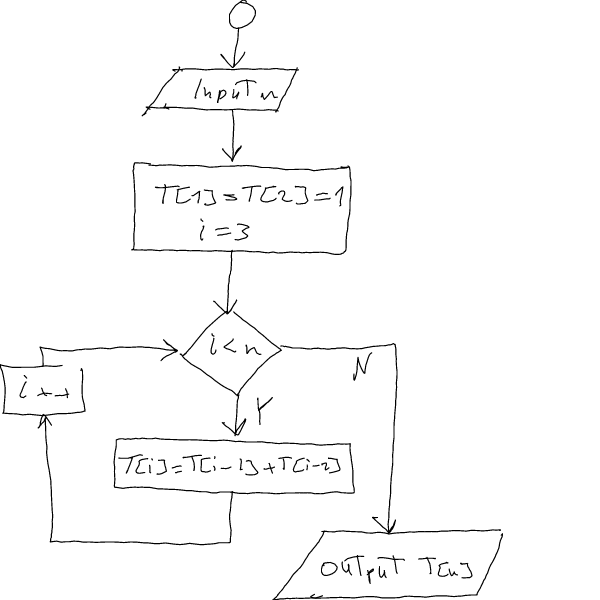 Input n
T[1]=T[2]=1
i=3
i<n
N
i++
Y
T[i]=T[i-1]+T[i-2]
OUTPUT T[n]